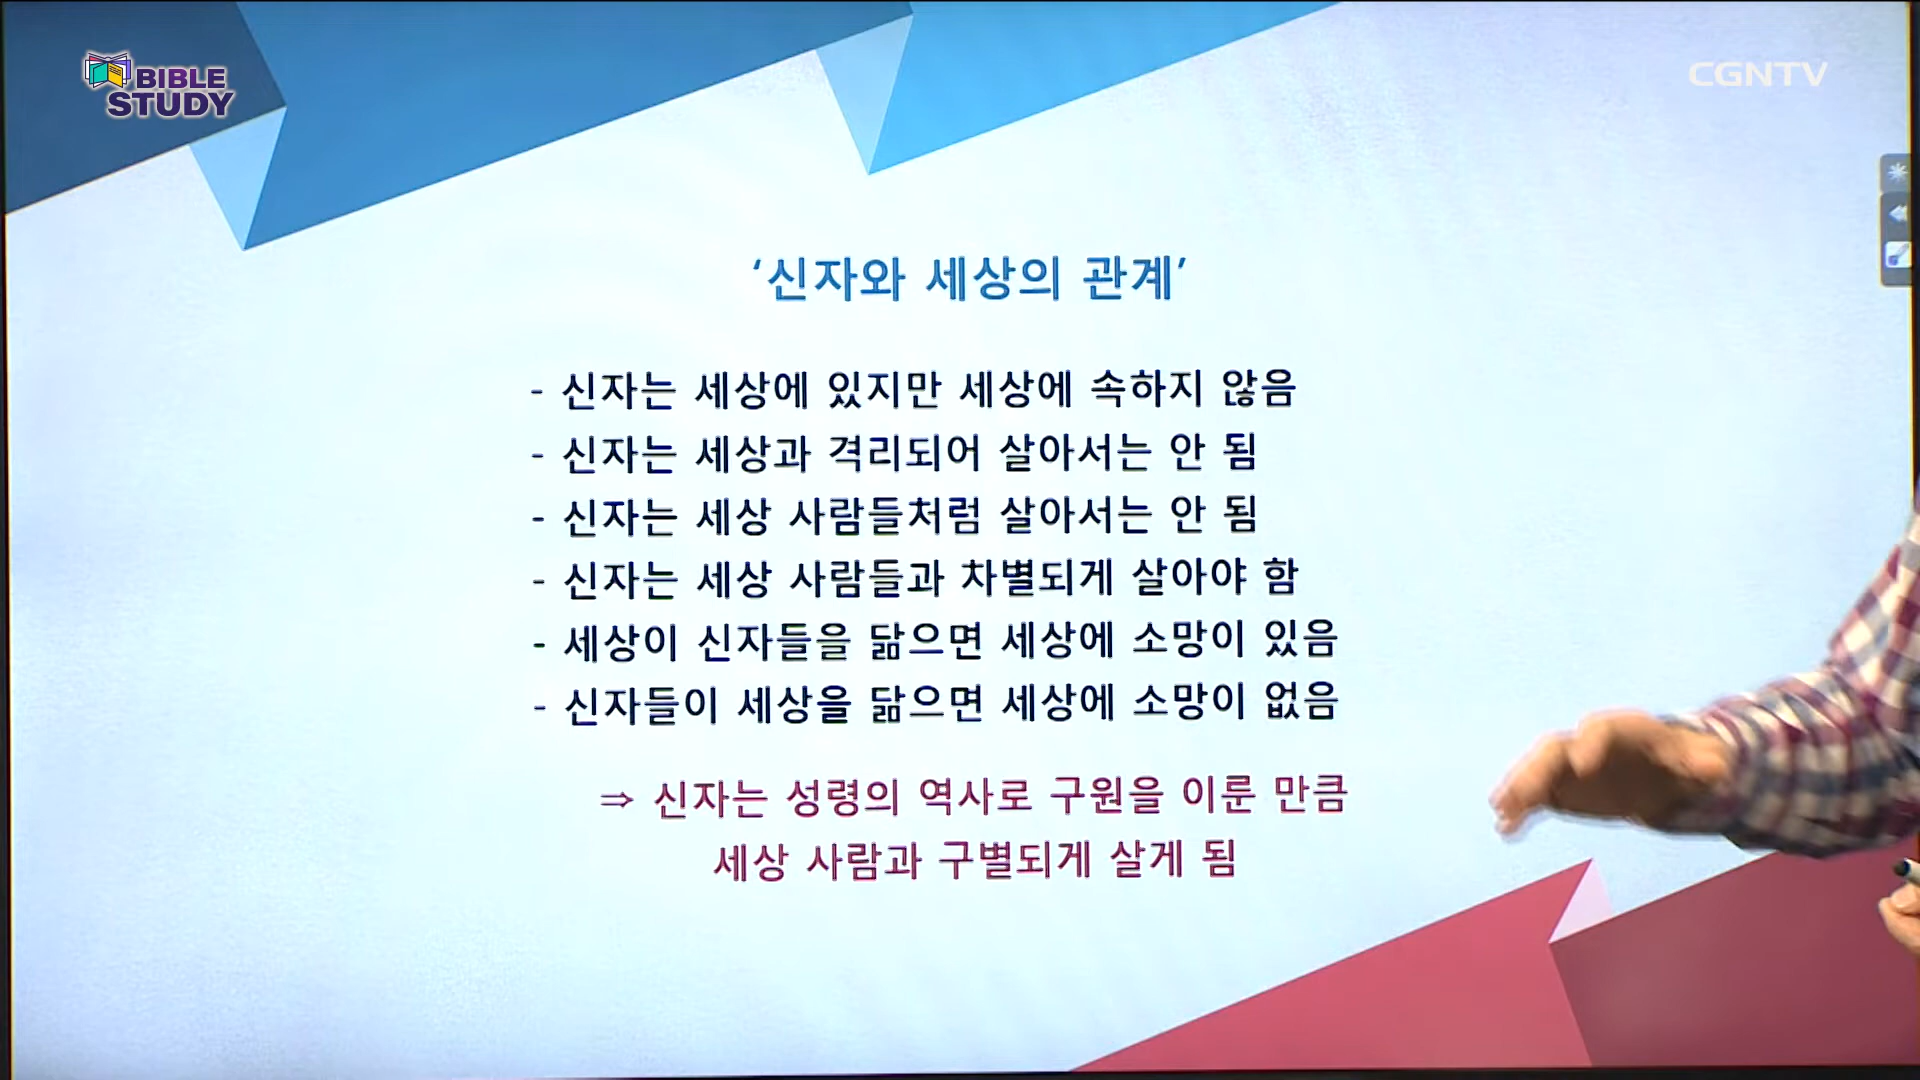 BIBLE
STUDY
CGNTV
‘신자와 세상의 관계’
- 신자는 세상에 있지만 세상에 속하지 않음
- 신자는 세상과 격리되어 살아서는 안 됨
- 신자는 세상 사람들처럼 살아서는 안 됨
- 신자는 세상 사람들과 차별되게 살아야 함
- 세상이 신자들을 닮으면 세상에 소망이 있음
- 신자들이 세상을 닮으면 세상에 소망이 없음
⇒ 신자는 성령의 역사로 구원을 이룬 만큼
세상 사람과 구별되게 살게 됨